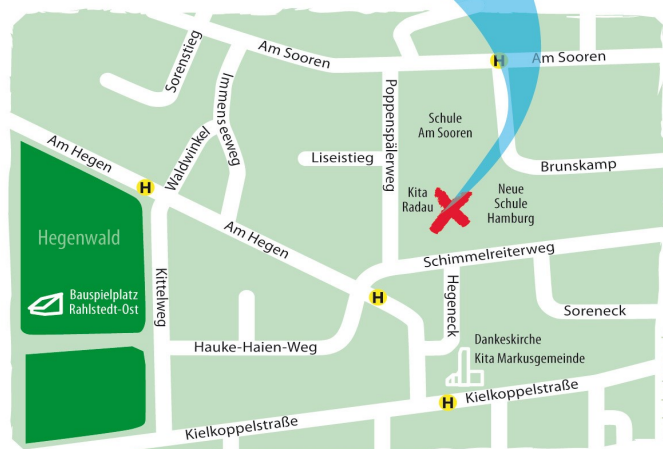 Am Sooren
H
Am Sooren
Sorenstieg
Immenseeweg
Poppenspälerweg
Schule
Am Sooren
Waldwinkel
Liseistieg
Brunskamp
Am Hegen
H
Kita
Radau
Neue
Schule
Hamburg
Hegenwald
Am Hegen
Schimmelreiterweg
Kittelweg
Hegeneck
Bauspielplatz
Rahlstedt-Ost
H
Soreneck
Hauke-Haien-Weg
Dankeskirche
Kita Markusgemeinde
H
Kielkoppelstraße
Kielkoppelstraße